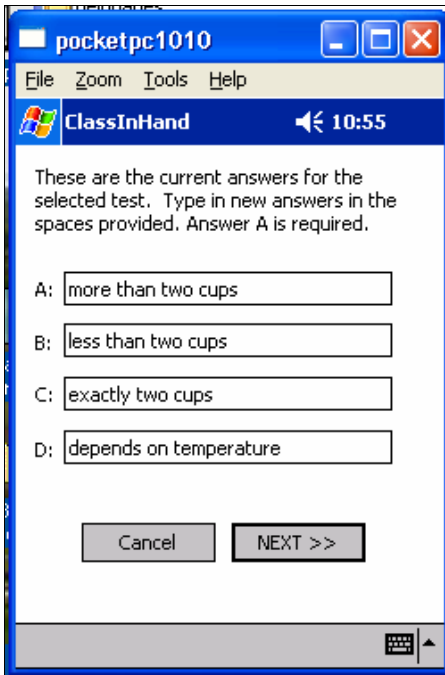 pocketpc1010
File Zoom Tools Help
ClassInHand 10:55
These are the current answers for the
selected test. Type in new answers in the
spaces provided. Answer A is required.
A: more than two cups
B: less than two cups
C: exactly two cups
D: depends on temperature
Cancel NEXT >>